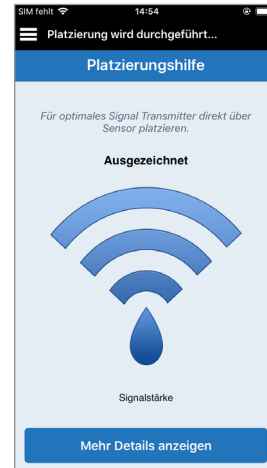 SIM fehlt 14:54
Platzierung wird durchgeführt...
Platzierungshilfe
Für optimales Signal Transmitter direkt über
Sensor platzieren.
Ausgezeichnet
Signalstärke
Mehr Details anzeigen